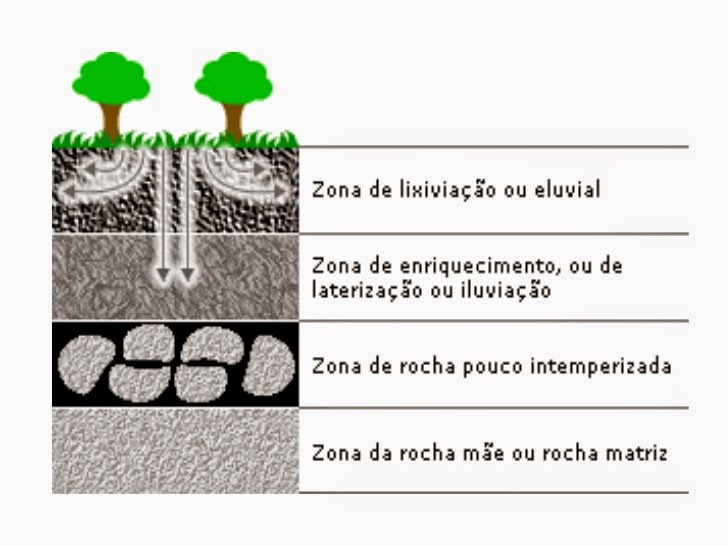 Zona de lixiviação ou eluvial
Zona de enriquecimento, ou de
laterização ou iluviação
Zona de rocha pouco intemperizada
Zona da rocha mãe ou rocha matriz